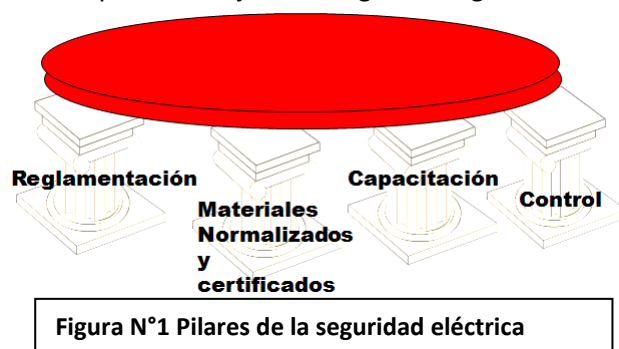 Reglamentación
Materiales
Normalizados
y
certificados
Capacitación
Control
Figura N°1 Pilares de la seguridad eléctrica